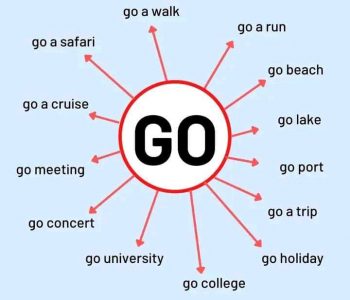 go a walk
go a run
go a safari
go beach
go a cruise
go lake
GO
go meeting
go port
go a trip
go concert
go university
go holiday
go college